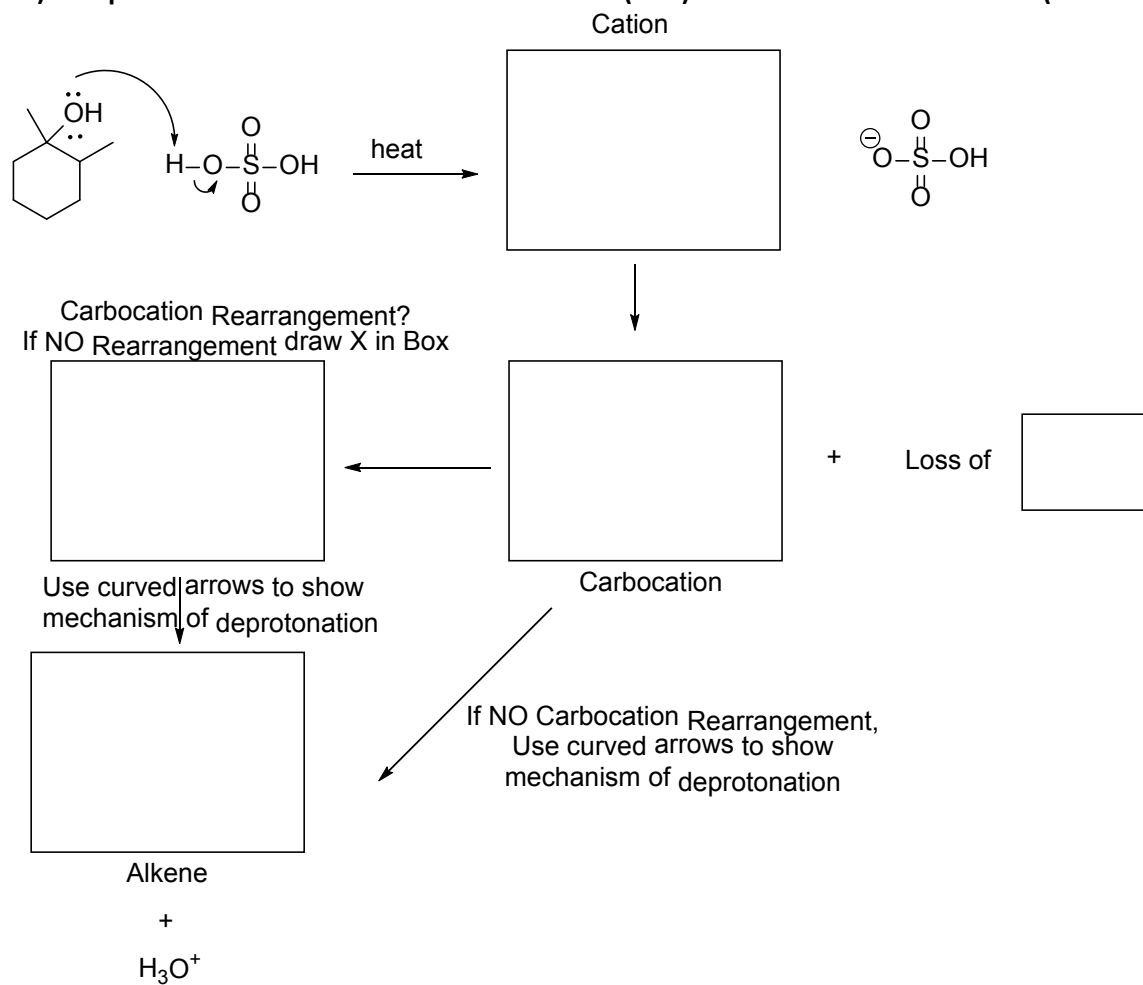 Cation
OH
O
H–O–S–OH
O
heat
O
⊖O–S–OH
O
Carbocation Rearrangement?
If NO Rearrangement draw X in Box
+
Loss of
Use curved arrows to show
mechanism of deprotonation
Carbocation
If NO Carbocation Rearrangement,
Use curved arrows to show
mechanism of deprotonation
Alkene
+
H3O+